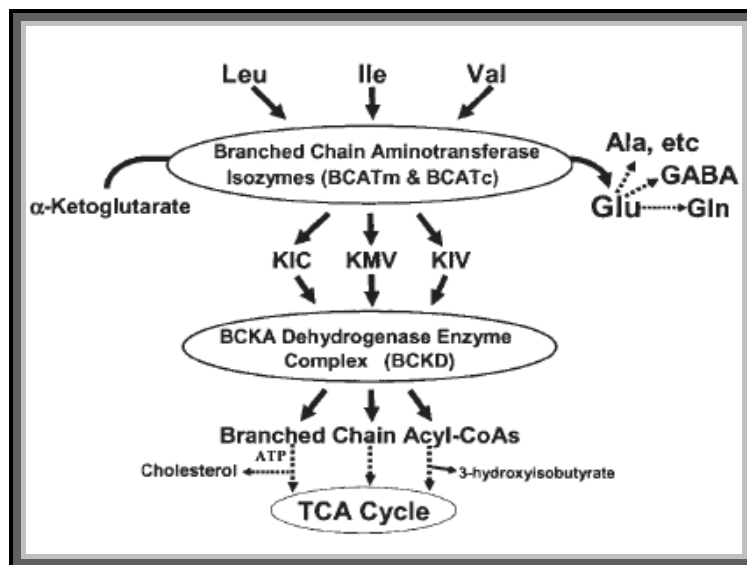 Leu Ile Val
Branched Chain Aminotransferase
Isozymes (BCATm & BCATc)
Ala, etc
GABA
α-Ketoglutarate
Glu
Gln
KIC KMV KIV
BCKA Dehydrogenase Enzyme
Complex (BCKD)
Branched Chain Acyl-CoAs
ATP
Cholesterol
3-hydroxyisobutyrate
TCA Cycle